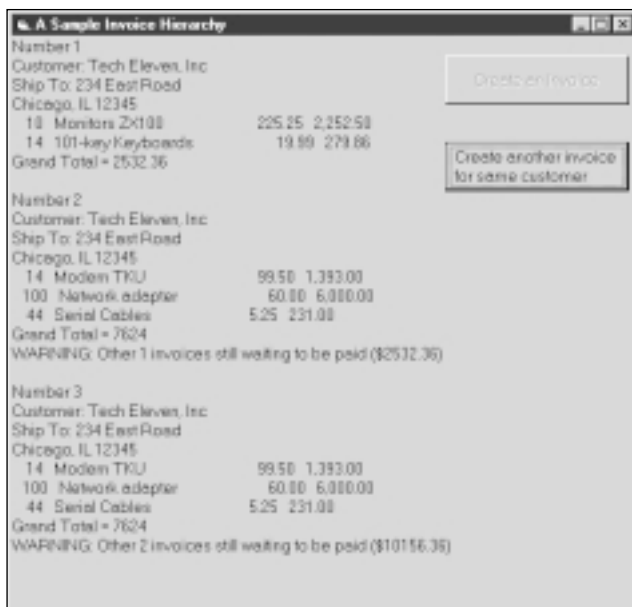 A Sample Invoice Hierarchy
Number 1
Customer: Tech Eleven, Inc
Ship To: 234 East Road
Chicago, IL 12345
10 Monitors ZX100 225.25 2,252.50
14 101-key Keyboards 19.99 279.86
Grand Total = 2532.36
Create an invoice
Create another invoice
for same customer
Number 2
Customer: Tech Eleven, Inc
Ship To: 234 East Road
Chicago, IL 12345
14 Modem TKU 99.50 1,393.00
100 Network adapter 60.00 6,000.00
44 Serial Cables 5.25 231.00
Grand Total = 7624
WARNING: Other 1 invoices still waiting to be paid ($2532.36)
Number 3
Customer: Tech Eleven, Inc
Ship To: 234 East Road
Chicago, IL 12345
14 Modem TKU 99.50 1,393.00
100 Network adapter 60.00 6,000.00
44 Serial Cables 5.25 231.00
Grand Total = 7624
WARNING: Other 2 invoices still waiting to be paid ($10156.36)